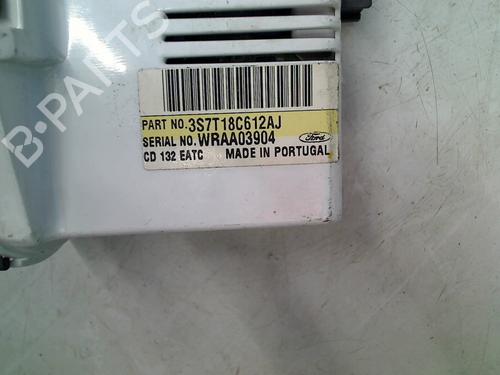 B-PARTS
PART NO. 3S7T18C612AJ
SERIAL NO. WRAA03904
Ford
CD 132 EATC MADE IN PORTUGAL